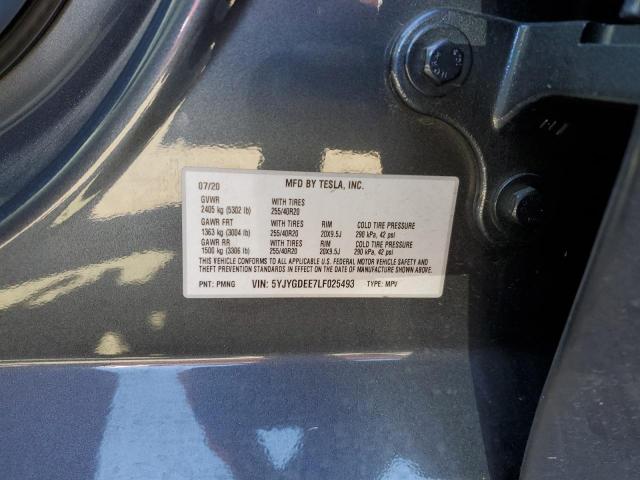 07/20 MFD BY TESLA, INC.
GVWR WITH TIRES
2405 kg (5302 lb) 255/40R20
GAWR FRT WITH TIRES RIM COLD TIRE PRESSURE
1363 kg (3004 lb) 255/40R20 20X9.5J 290 kPa, 42 psi
GAWR RR WITH TIRES RIM COLD TIRE PRESSURE
1500 kg (3306 lb) 255/40R20 20X9.5J 290 kPa, 42 psi
THIS VEHICLE CONFORMS TO ALL APPLICABLE U.S. FEDERAL MOTOR VEHICLE SAFETY AND
THEFT PREVENTION STANDARDS IN EFFECT ON THE DATE OF MANUFACTURE SHOWN ABOVE.
PNT: PMNG VIN: 5YJYGDEE7LF025493 TYPE: MPV